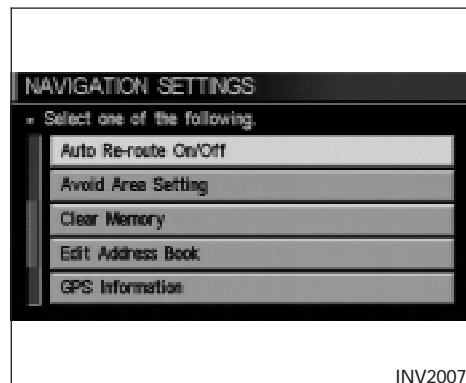 NAVIGATION SETTINGS
Select one of the following.
Auto Re-route On/Off
Avoid Area Setting
Clear Memory
Edit Address Book
GPS Information
INV2007